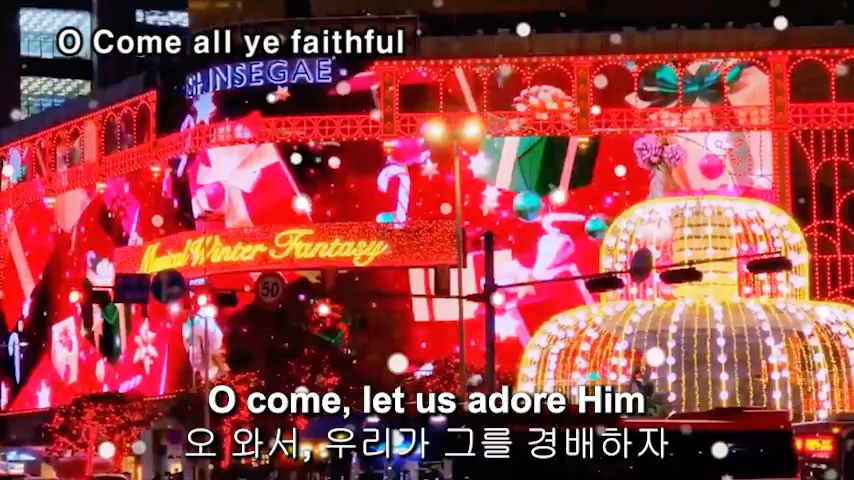 O Come all ye faithful
SHINSEGAE
Musical Winter Fantasy
50
O come, let us adore Him
오 와서, 우리가 그를 경배하자